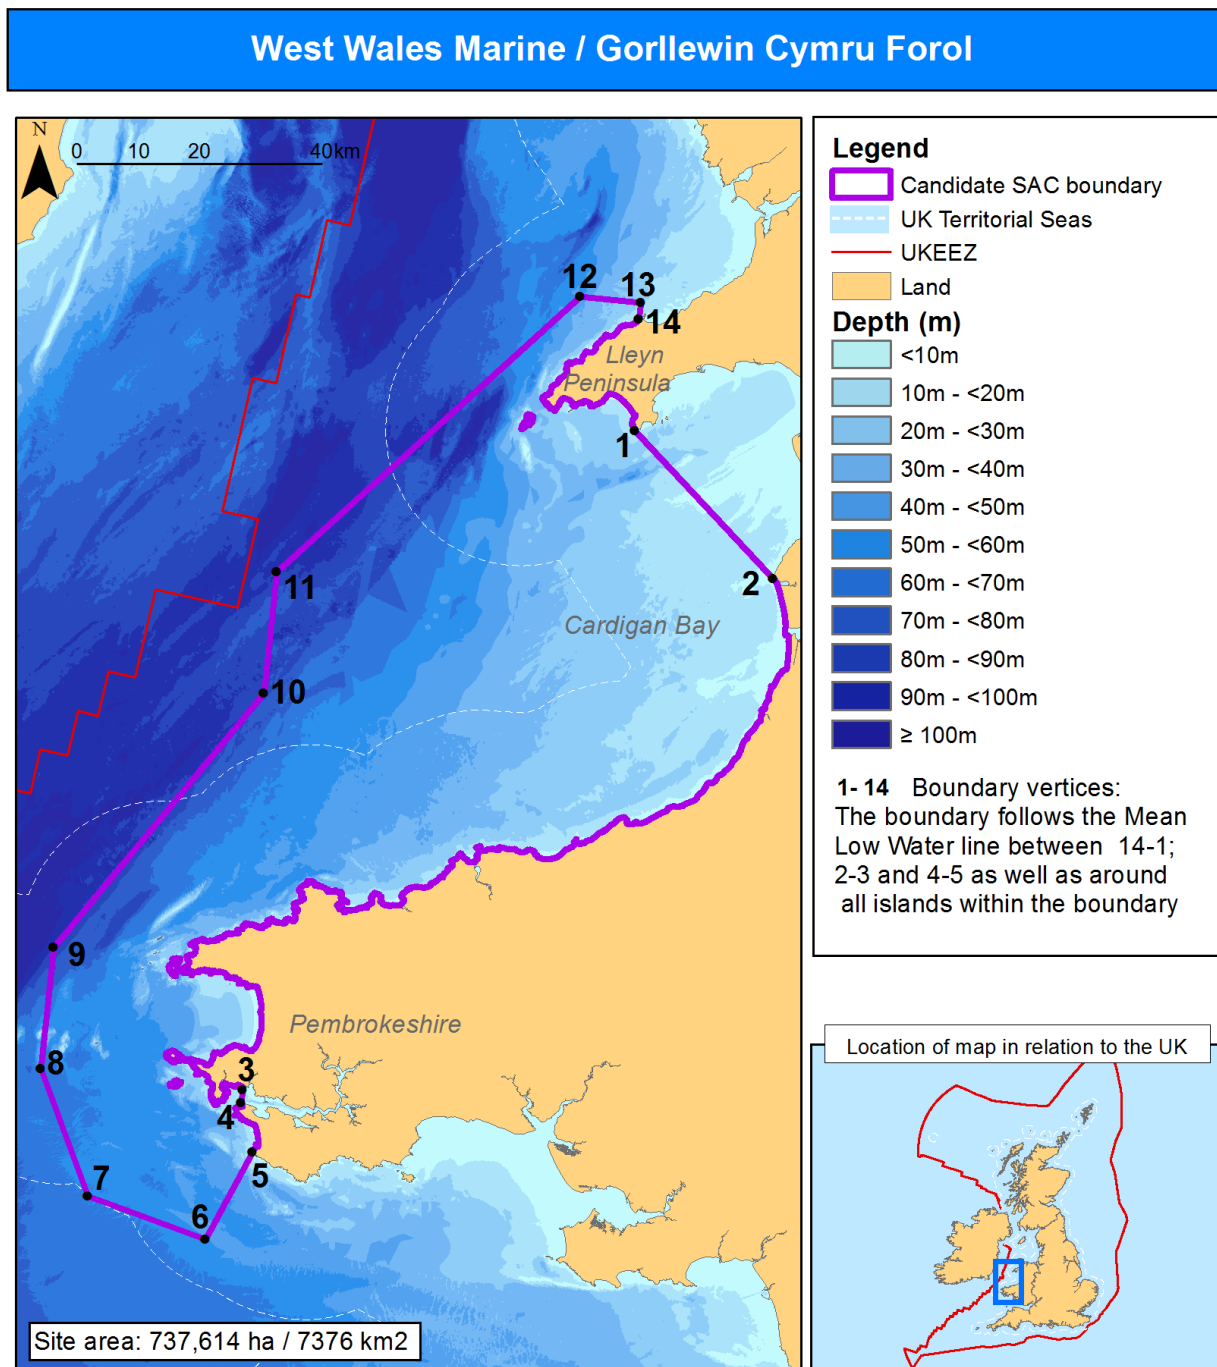 West Wales Marine / Gorllewin Cymru Forol
N
0 10 20 40km
12
13
14
Lleyn
Peninsula
1
2
11
Cardigan Bay
10
9
Pembrokeshire
8
3
4
5
7
6
Site area: 737,614 ha / 7376 km2
Legend
Candidate SAC boundary
UK Territorial Seas
UKEEZ
Land
Depth (m)
<10m
10m - <20m
20m - <30m
30m - <40m
40m - <50m
50m - <60m
60m - <70m
70m - <80m
80m - <90m
90m - <100m
≥ 100m
1- 14 Boundary vertices:
The boundary follows the Mean
Low Water line between 14-1;
2-3 and 4-5 as well as around
all islands within the boundary
Location of map in relation to the UK